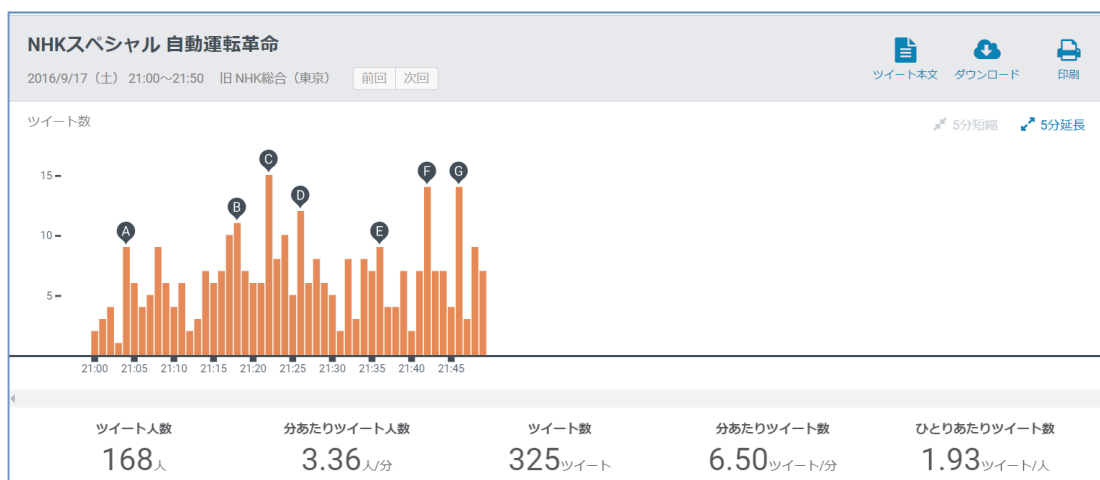 NHKスペシャル 自動運転革命
2016/9/17（土） 21:00～21:50 旧 NHK総合（東京） 前回 次回
ツイート本文 ダウンロード 印刷
ツイート数
5分短縮 5分延長
15
10
5
A B C D E F G
21:00 21:05 21:10 21:15 21:20 21:25 21:30 21:35 21:40 21:45
ツイート人数 分あたりツイート人数 ツイート数 分あたりツイート数 ひとりあたりツイート数
168人 3.36人/分 325ツイート 6.50ツイート/分 1.93ツイート/人